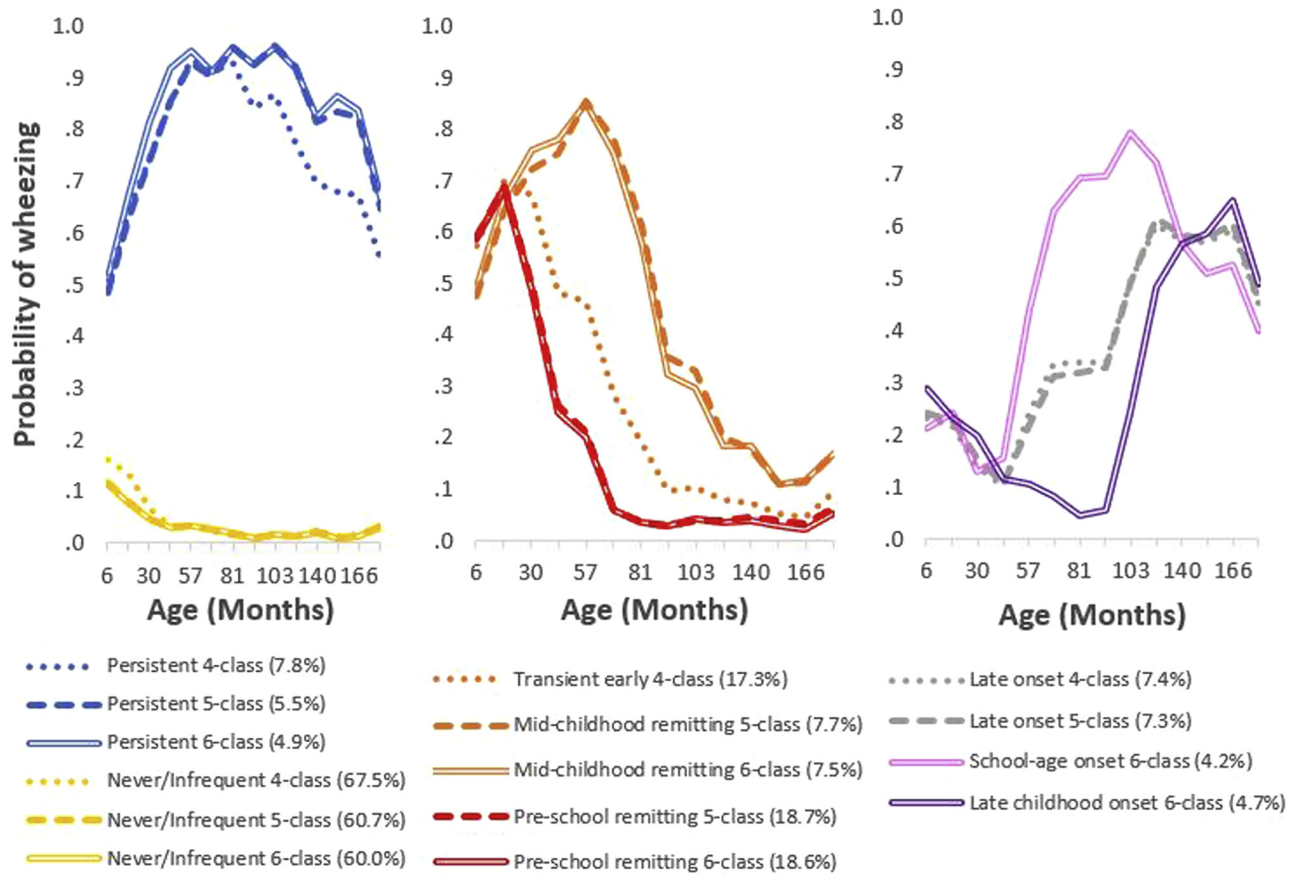 Probability of wheezing
1.0
.9
.8
.7
.6
.5
.4
.3
.2
.1
.0
6 30 57 81 103 140 166
Age (Months)
1.0
.9
.8
.7
.6
.5
.4
.3
.2
.1
.0
6 30 57 81 103 140 166
Age (Months)
1.0
.9
.8
.7
.6
.5
.4
.3
.2
.1
.0
6 30 57 81 103 140 166
Age (Months)
Persistent 4-class (7.8%)
Persistent 5-class (5.5%)
Persistent 6-class (4.9%)
Never/Infrequent 4-class (67.5%)
Never/Infrequent 5-class (60.7%)
Never/Infrequent 6-class (60.0%)
Transient early 4-class (17.3%)
Mid-childhood remitting 5-class (7.7%)
Mid-childhood remitting 6-class (7.5%)
Pre-school remitting 5-class (18.7%)
Pre-school remitting 6-class (18.6%)
Late onset 4-class (7.4%)
Late onset 5-class (7.3%)
School-age onset 6-class (4.2%)
Late childhood onset 6-class (4.7%)